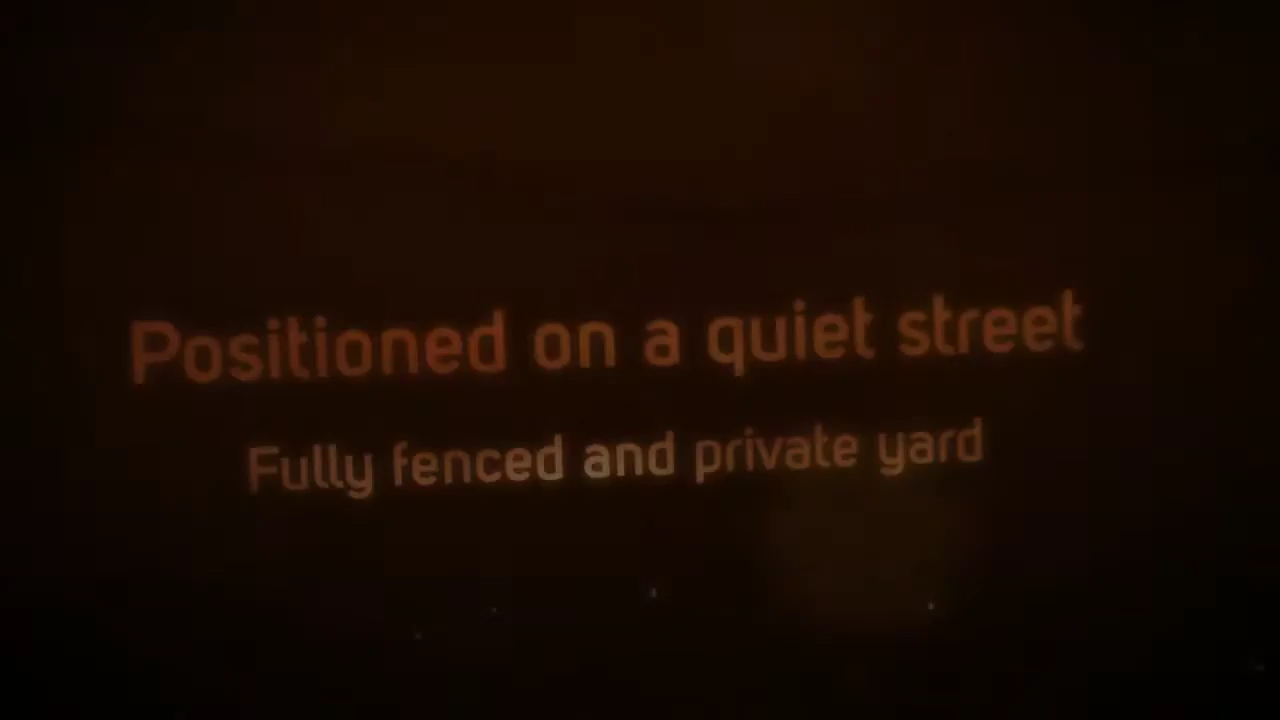 Positioned on a quiet street
Fully fenced and private yard